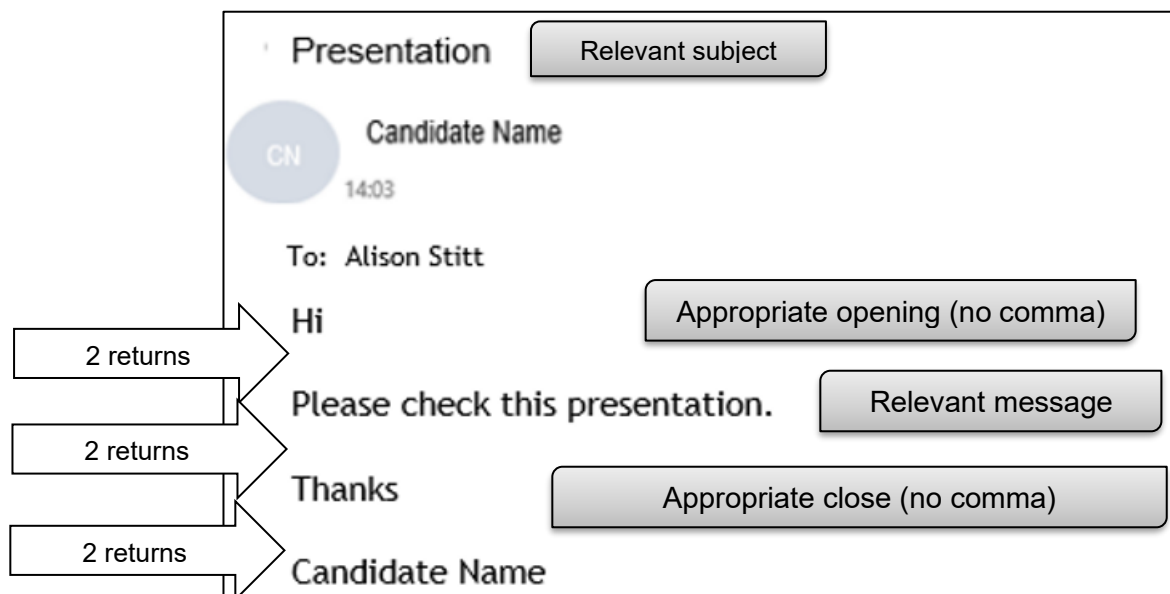 Presentation Relevant subject
CN Candidate Name
14:03
To: Alison Stitt
Hi Appropriate opening (no comma)
2 returns
Please check this presentation. Relevant message
2 returns
Thanks Appropriate close (no comma)
2 returns
Candidate Name